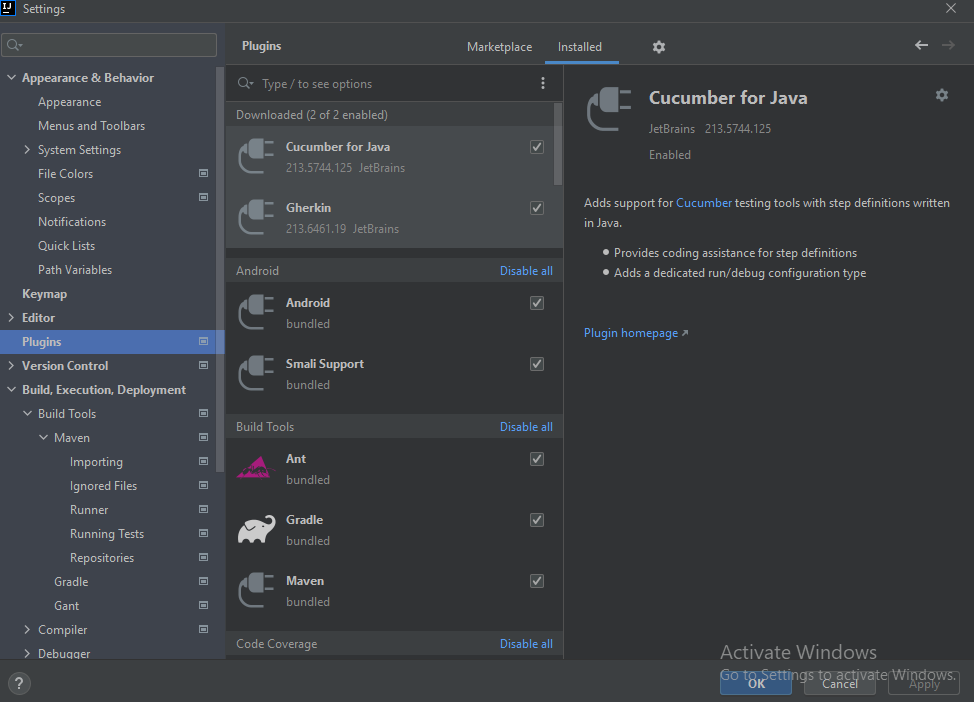 IJ
Settings
Plugins
Marketplace
Installed
Appearance & Behavior
Appearance
Menus and Toolbars
System Settings
File Colors
Scopes
Notifications
Quick Lists
Path Variables
Keymap
Editor
Plugins
Version Control
Build, Execution, Deployment
Build Tools
Maven
Importing
Ignored Files
Runner
Running Tests
Repositories
Gradle
Gant
Compiler
Debugger
Type / to see options
Downloaded (2 of 2 enabled)
Cucumber for Java
213.5744.125 JetBrains
Gherkin
213.6461.19 JetBrains
Android
Disable all
Android
bundled
Smali Support
bundled
Build Tools
Disable all
Ant
bundled
Gradle
bundled
Maven
bundled
Code Coverage
Disable all
Cucumber for Java
JetBrains 213.5744.125
Enabled
Adds support for Cucumber testing tools with step definitions written
in Java.
Provides coding assistance for step definitions
Adds a dedicated run/debug configuration type
Plugin homepage ↗
Activate Windows
Go to Settings to activate Windows.
?
OK
Cancel
Apply